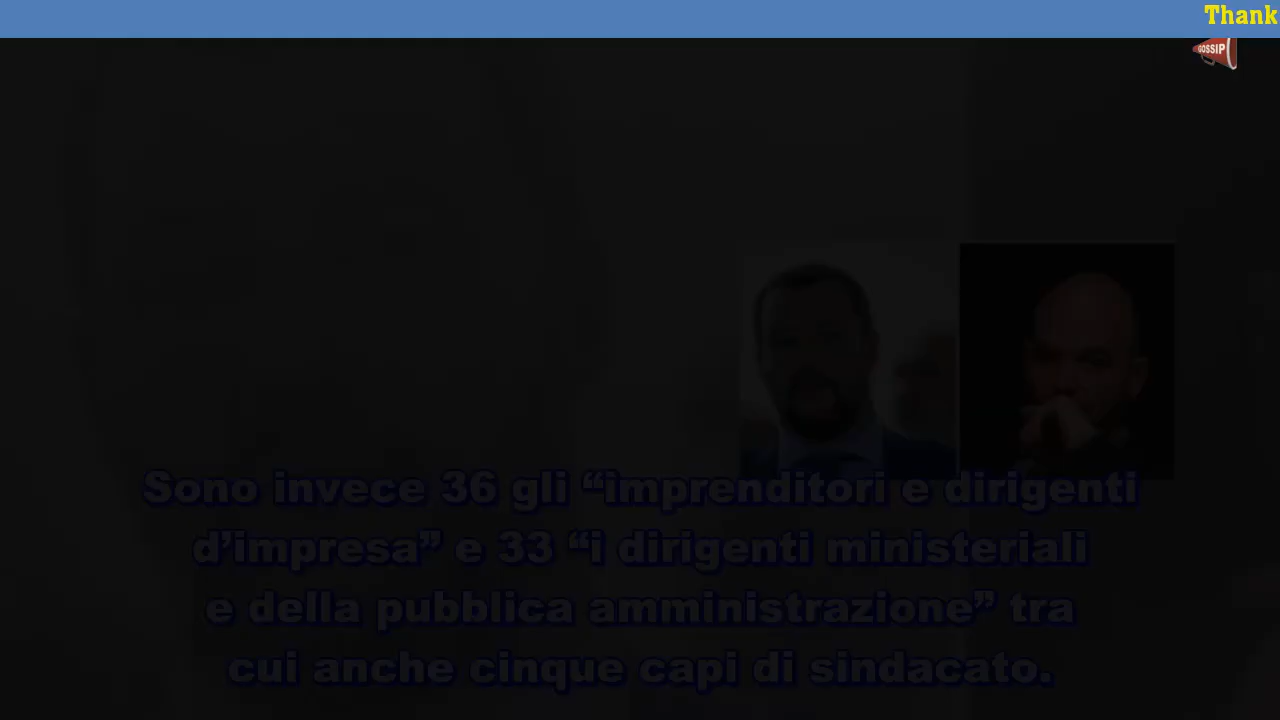 Thank
GOSSIP
Sono invece 36 gli “imprenditori e dirigenti
d’impresa” e 33 “i dirigenti ministeriali
e della pubblica amministrazione” tra
cui anche cinque capi di sindacato.